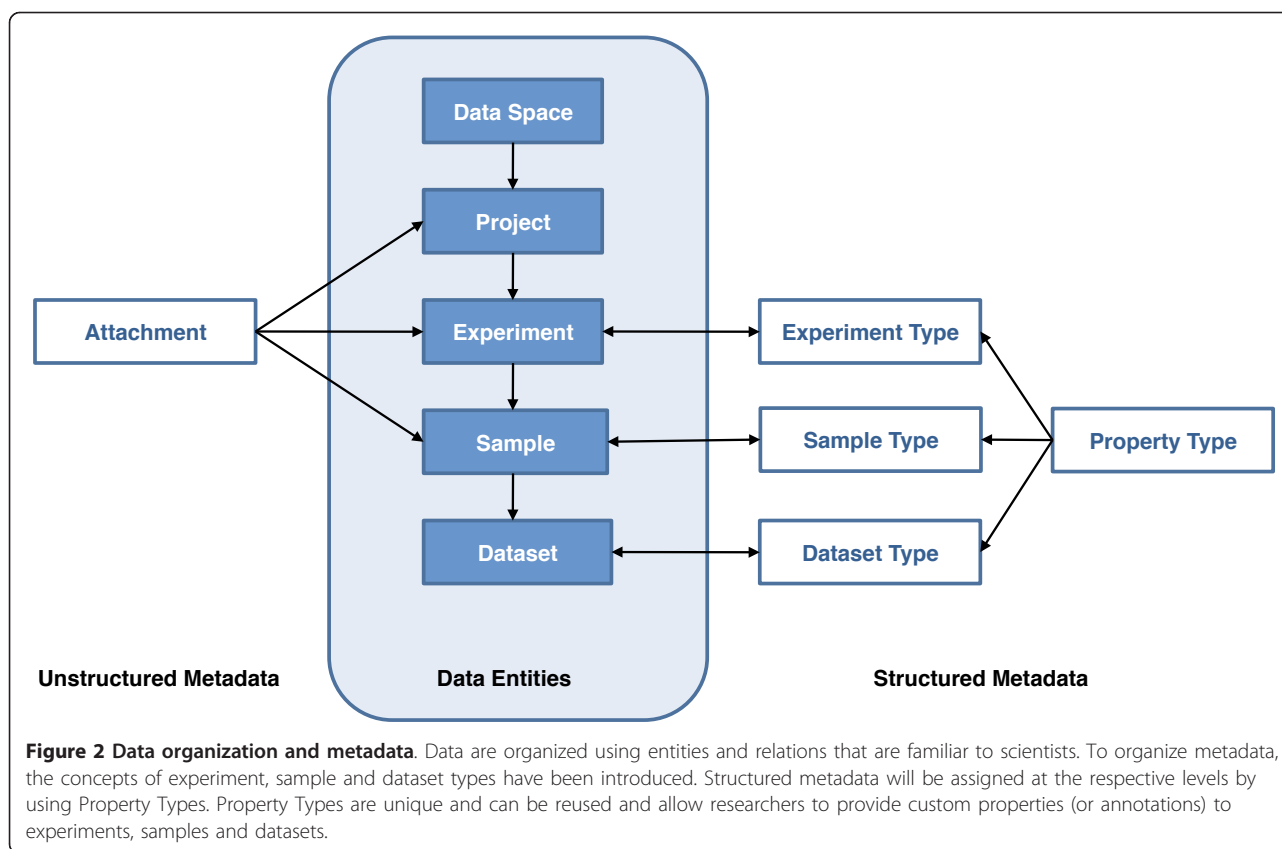 Data Space
Project
Attachment
Experiment
Experiment Type
Sample
Sample Type
Property Type
Dataset
Dataset Type
Unstructured Metadata
Data Entities
Structured Metadata
Figure 2 Data organization and metadata. Data are organized using entities and relations that are familiar to scientists. To organize metadata,
the concepts of experiment, sample and dataset types have been introduced. Structured metadata will be assigned at the respective levels by
using Property Types. Property Types are unique and can be reused and allow researchers to provide custom properties (or annotations) to
experiments, samples and datasets.